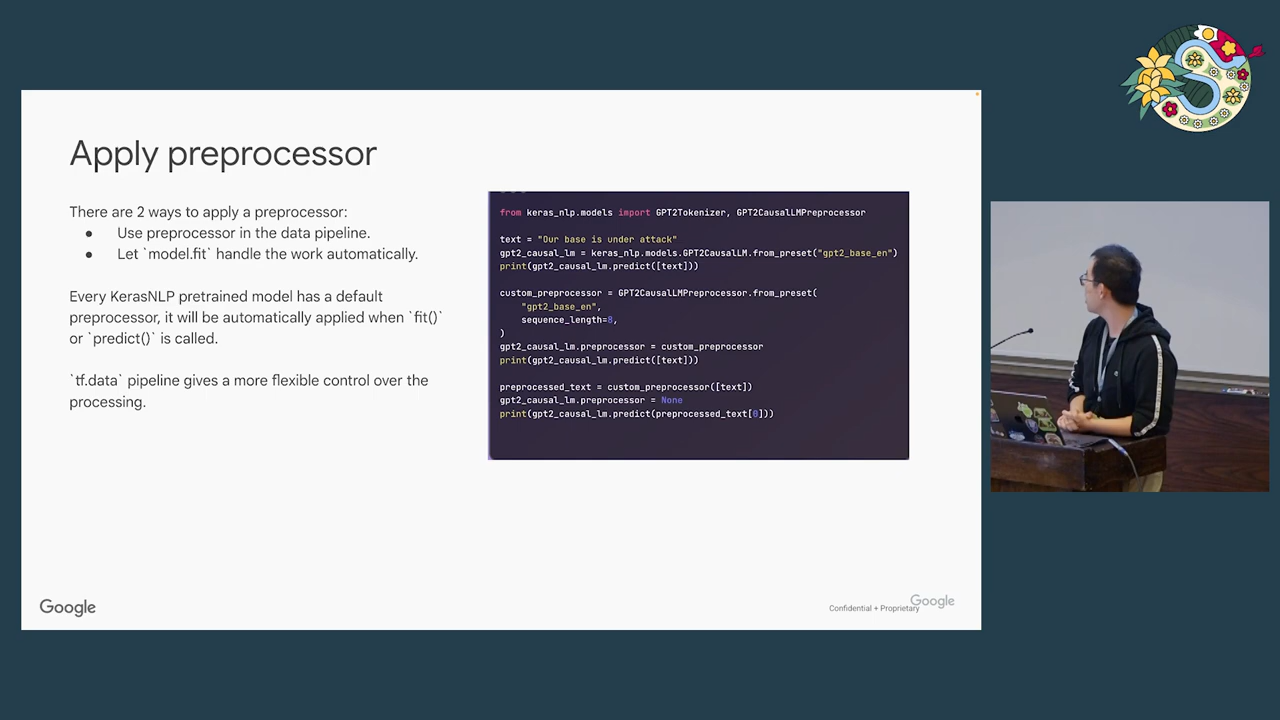 Apply preprocessor
There are 2 ways to apply a preprocessor:
● Use preprocessor in the data pipeline.
● Let `model.fit` handle the work automatically.
Every KerasNLP pretrained model has a default
preprocessor, it will be automatically applied when `fit()`
or `predict()` is called.
`tf.data` pipeline gives a more flexible control over the
processing.
from keras_nlp.models import GPT2Tokenizer, GPT2CausalLMPreprocessor
text = "Our base is under attack"
gpt2_causal_lm = keras_nlp.models.GPT2CausalLM.from_preset("gpt2_base_en")
print(gpt2_causal_lm.predict([text]))
custom_preprocessor = GPT2CausalLMPreprocessor.from_preset(
"gpt2_base_en",
sequence_length=8,
)
gpt2_causal_lm.preprocessor = custom_preprocessor
print(gpt2_causal_lm.predict([text]))
preprocessed_text = custom_preprocessor([text])
gpt2_causal_lm.preprocessor = None
print(gpt2_causal_lm.predict(preprocessed_text[0]))
Google
Confidential + Proprietary
Google